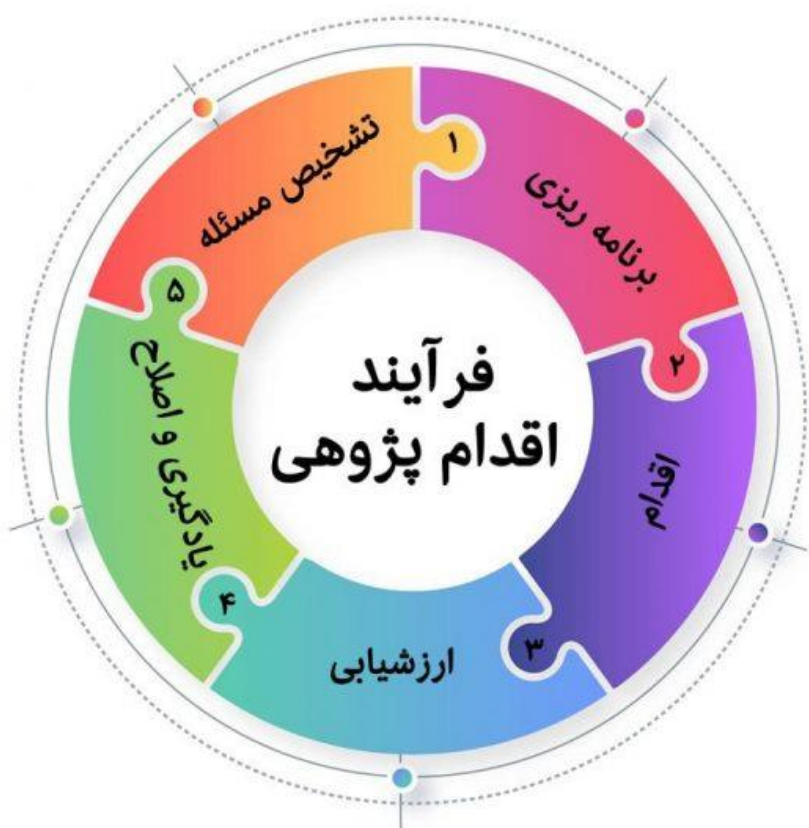 فرآیند
اقدام پژوهی
تشخیص مسئله
۱
برنامه ریزی
۲
اقدام
۳
ارزشیابی
۴
یادگیری و اصلاح
۵